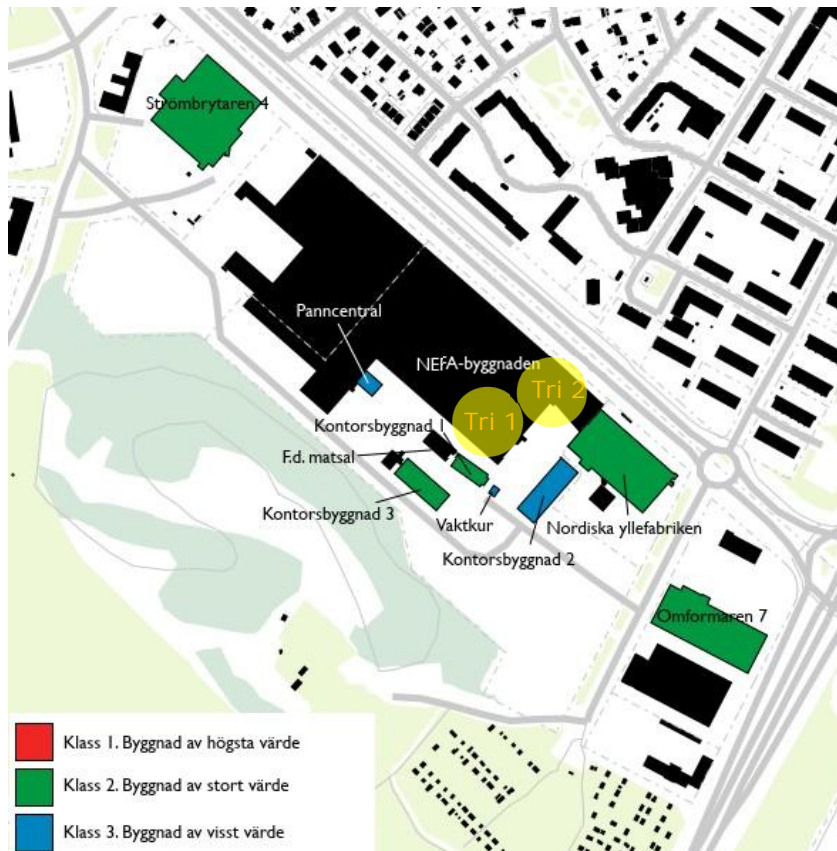 Strömbrytaren 4
Panncentral
NEFA-byggnaden
Tri 2
Tri 1
Kontorsbyggnad 1
F.d. matsal
Kontorsbyggnad 3
Vaktkur
Nordiska yllefabriken
Kontorsbyggnad 2
Omformaren 7
Klass 1. Byggnad av högsta värde
Klass 2. Byggnad av stort värde
Klass 3. Byggnad av visst värde